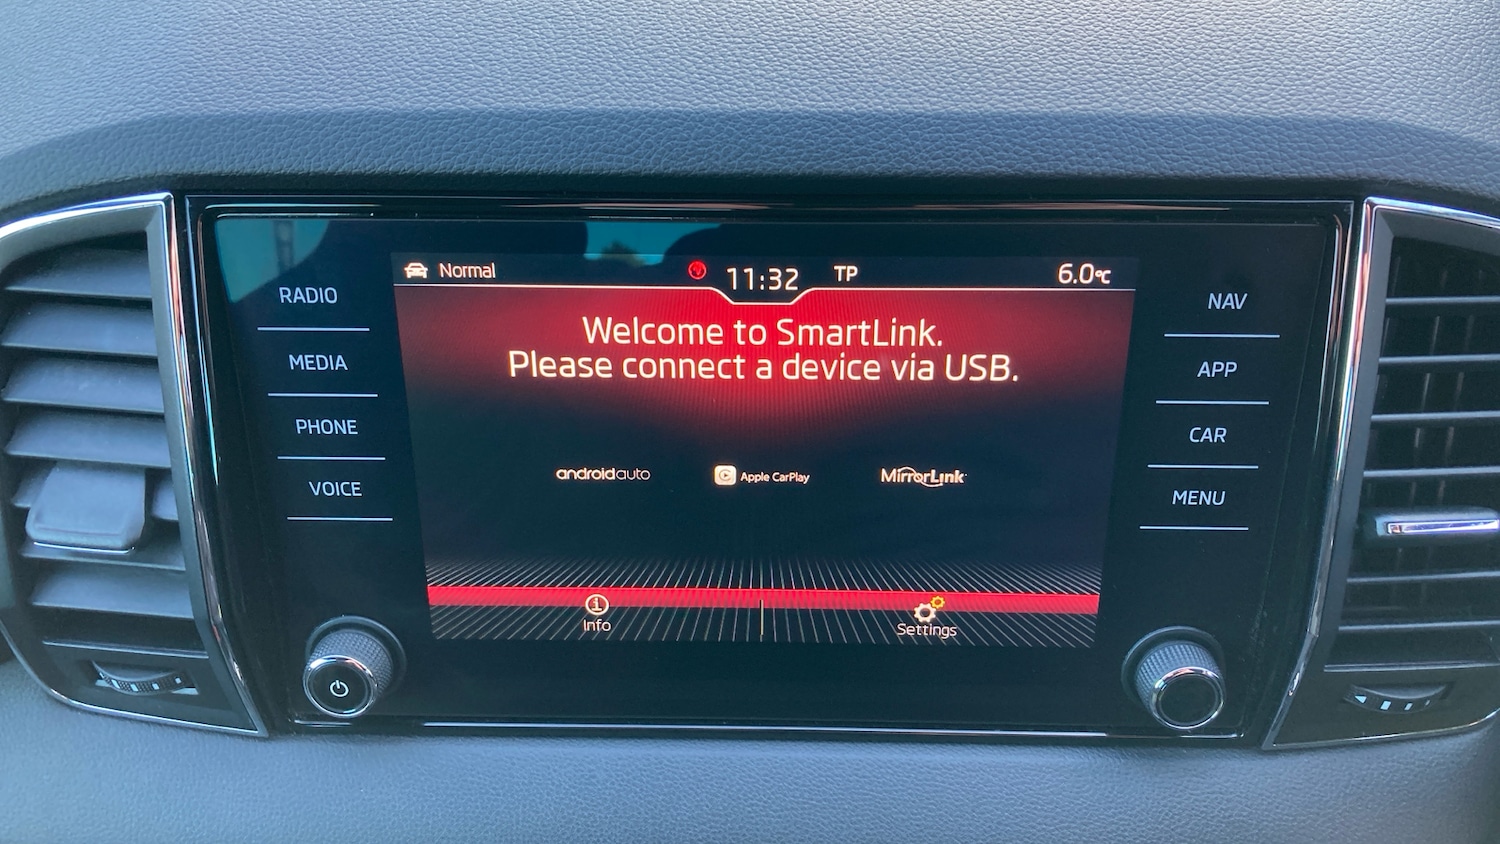 Normal
11:32
TP
6.0°C
RADIO
MEDIA
PHONE
VOICE
Welcome to SmartLink.
Please connect a device via USB.
androidauto
Apple CarPlay
MirrorLink
Info
Settings
NAV
APP
CAR
MENU